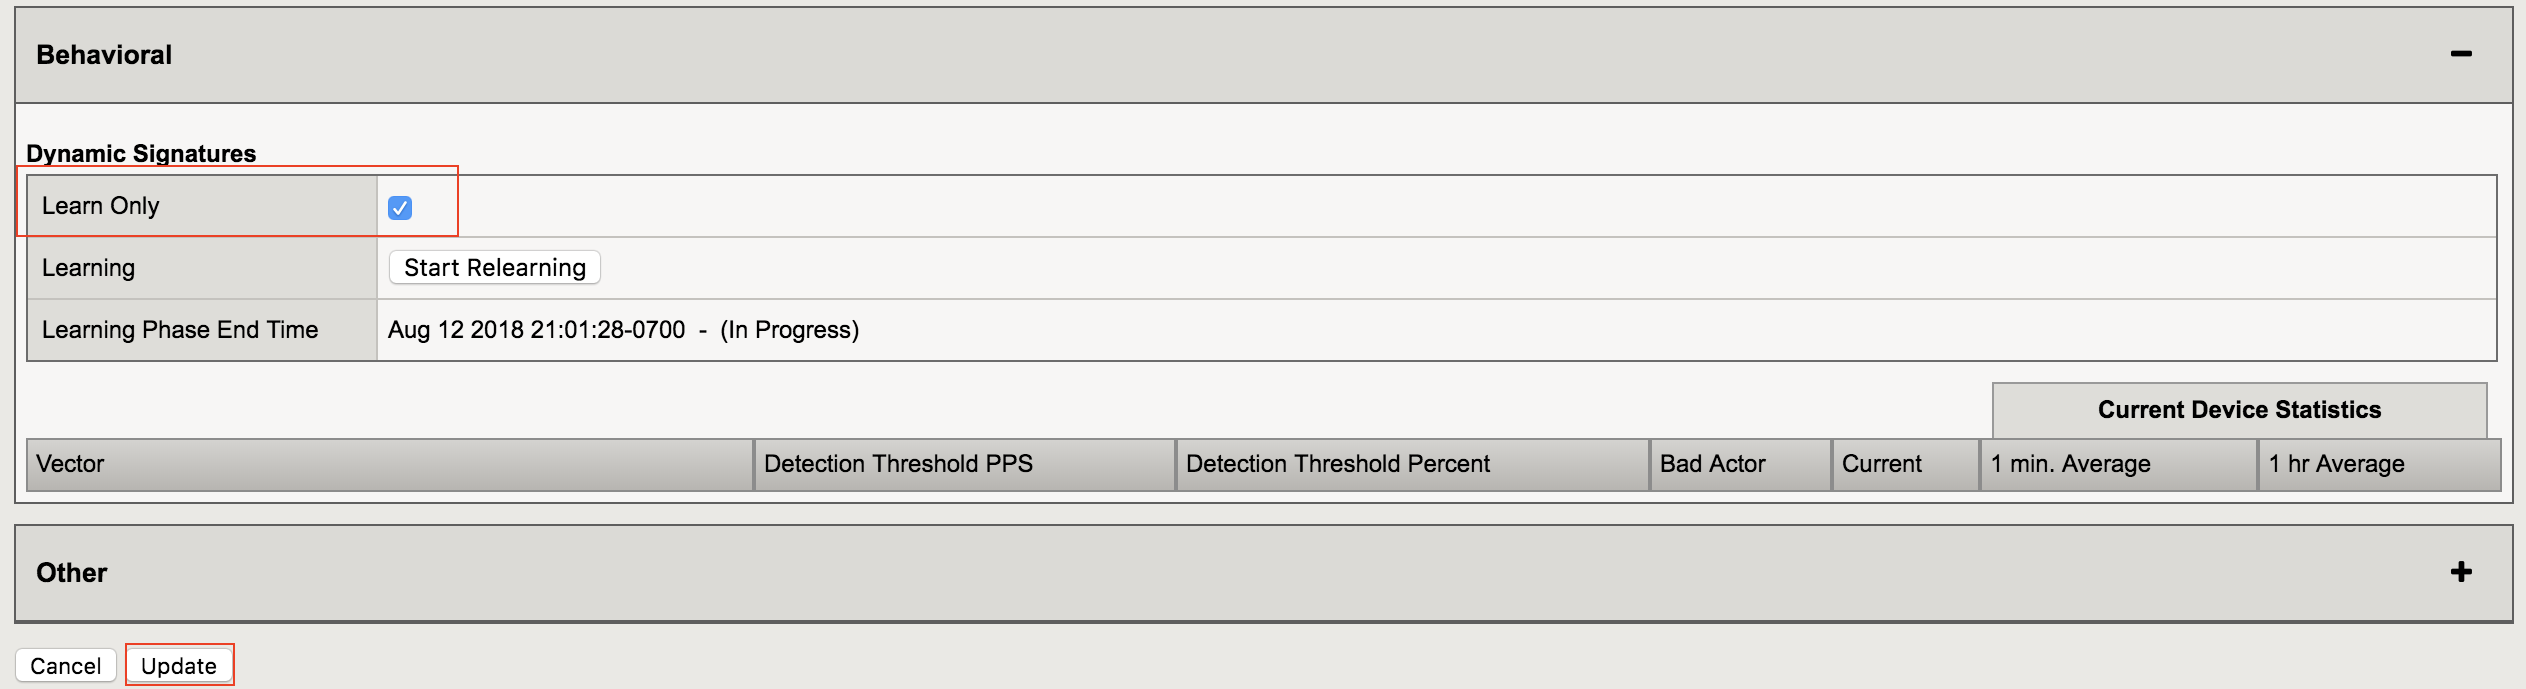 Behavioral
Dynamic Signatures
Learn Only
Learning Start Relearning
Learning Phase End Time Aug 12 2018 21:01:28-0700 - (In Progress)
Current Device Statistics
Vector Detection Threshold PPS Detection Threshold Percent Bad Actor Current 1 min. Average 1 hr Average
Other
Cancel Update